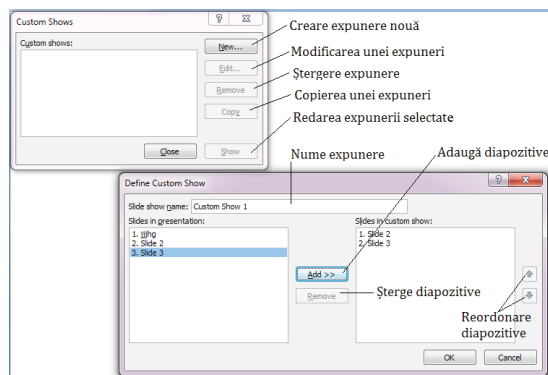 Custom Shows
Custom shows:
New...
Edit...
Remove
Copy
Close
Show
Creare expunere nouă
Modificarea unei expuneri
Ștergere expunere
Copierea unei expuneri
Redarea expunerii selectate
Nume expunere
Adaugă diapozitive
Define Custom Show
Slide show name: Custom Show 1
Slides in presentation:
1. jjjhg
2. Slide 2
3. Slide 3
Add >>
Remove
Slides in custom show:
1. Slide 2
2. Slide 3
Șterge diapozitive
Reordonare
diapozitive
OK
Cancel